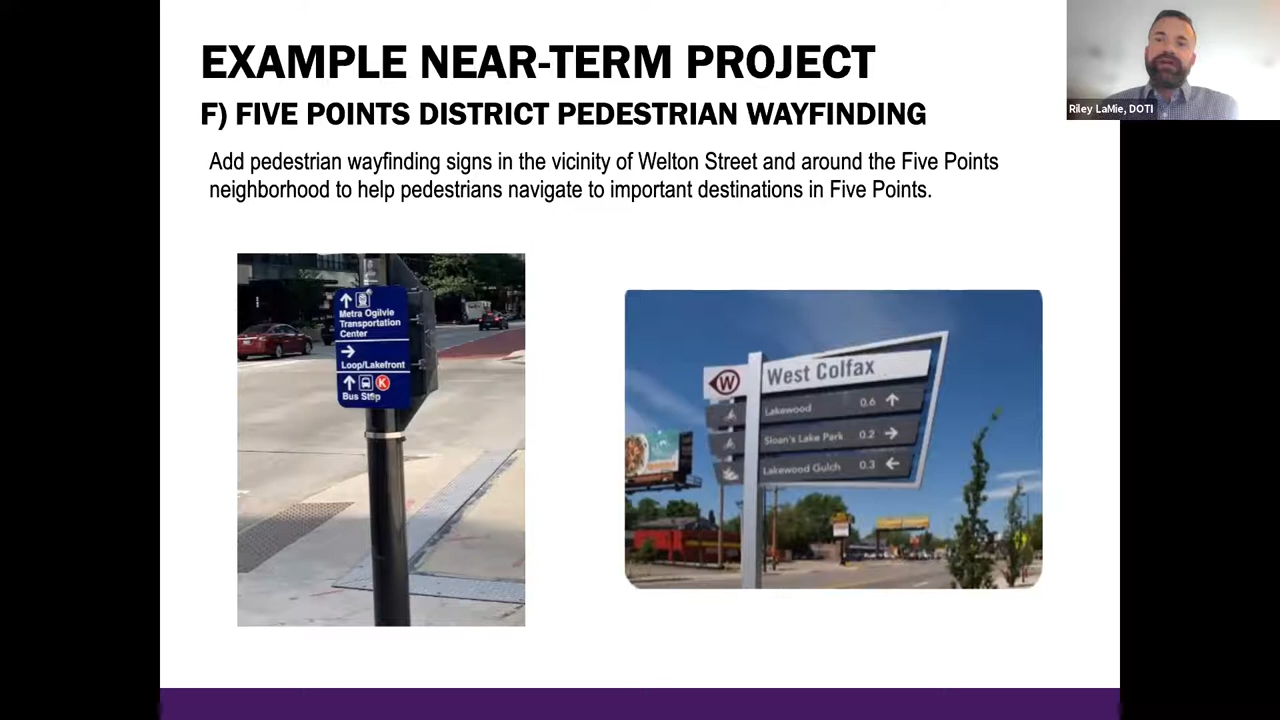 EXAMPLE NEAR-TERM PROJECT
F) FIVE POINTS DISTRICT PEDESTRIAN WAYFINDING
Add pedestrian wayfinding signs in the vicinity of Welton Street and around the Five Points
neighborhood to help pedestrians navigate to important destinations in Five Points.
Riley LaMie, DOTI
Metra Ogilvie
Transportation
Center
Loop/Lakefront
K
Bus Stop
W West Colfax
Lakewood 0.6
Sloan's Lake Park 0.2
Lakewood Gulch 0.3